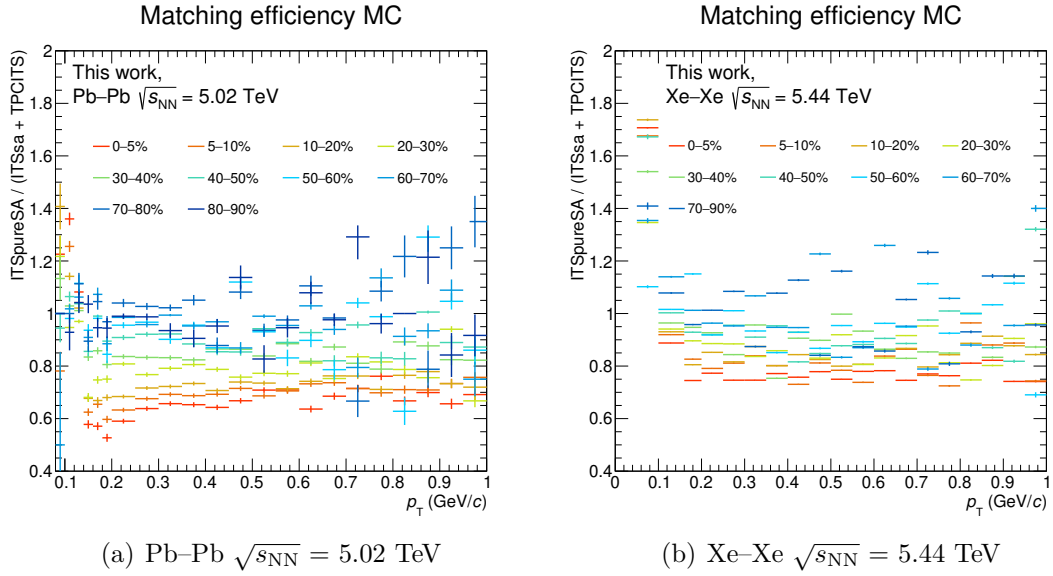 Matching efficiency MC
ITSpureSA / (ITSsa + TPCITS)
2
1.8
1.6
1.4
1.2
1
0.8
0.6
0.4
This work,
Pb–Pb √sNN = 5.02 TeV
0–5% 5–10% 10–20% 20–30%
30–40% 40–50% 50–60% 60–70%
70–80% 80–90%
0.1 0.2 0.3 0.4 0.5 0.6 0.7 0.8 0.9 1
pT (GeV/c)
(a) Pb–Pb √sNN = 5.02 TeV
Matching efficiency MC
ITSpureSA / (ITSsa + TPCITS)
2
1.8
1.6
1.4
1.2
1
0.8
0.6
0.4
This work,
Xe–Xe √sNN = 5.44 TeV
0–5% 5–10% 10–20% 20–30%
30–40% 40–50% 50–60% 60–70%
70–90%
0 0.1 0.2 0.3 0.4 0.5 0.6 0.7 0.8 0.9 1
pT (GeV/c)
(b) Xe–Xe √sNN = 5.44 TeV